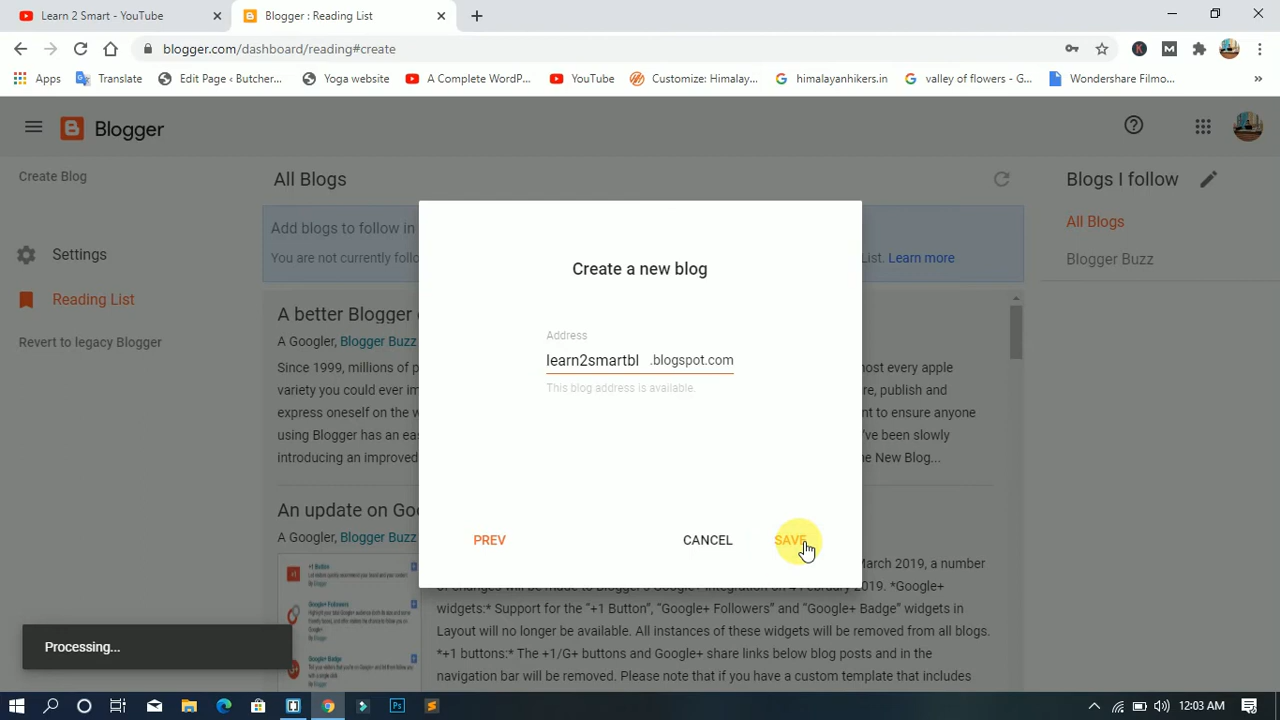 Learn 2 Smart - YouTube
Blogger : Reading List
blogger.com/dashboard/reading#create
Apps
Translate
Edit Page ‹ Butcher...
Yoga website
A Complete WordP...
YouTube
Customize: Himalay...
himalayanhikers.in
valley of flowers - G...
Wondershare Filmo...
Blogger
Create Blog
Settings
Reading List
Revert to legacy Blogger
All Blogs
Add blogs to follow in
You are not currently follo
List. Learn more
A better Blogger
A Googler, Blogger Buzz
Since 1999, millions of p
most every apple
variety you could ever im
publish and
express oneself on the w
nt to ensure anyone
using Blogger has an ea
've been slowly
introducing an improved
n the New Blog...
An update on Goo
A Googler, Blogger Buzz
March 2019, a number
of changes will be made to Blogger's Google+ integration on 4 February 2019. *Google+
widgets:* Support for the “+1 Button”, “Google+ Followers” and “Google+ Badge” widgets in
Layout will no longer be available. All instances of these widgets will be removed from all blogs.
*+1 buttons:* The +1/G+ buttons and Google+ share links below blog posts and in the
navigation bar will be removed. Please note that if you have a custom template that includes
+1 Button
Google+ Followers
Google+ Badge
Blogs I follow
All Blogs
Blogger Buzz
Create a new blog
Address
learn2smartbl .blogspot.com
This blog address is available.
PREV
CANCEL
SAVE
Processing...
12:03 AM